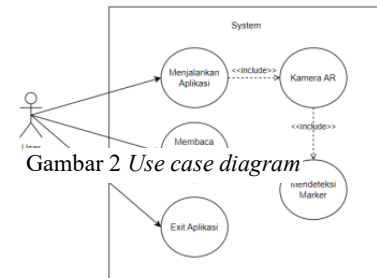 System
Menjalankan
Aplikasi
<<include>>
Kamera AR
<<include>>
Membaca
Gambar 2 Use case diagram
Mendeteksi
Marker
Exit Aplikasi